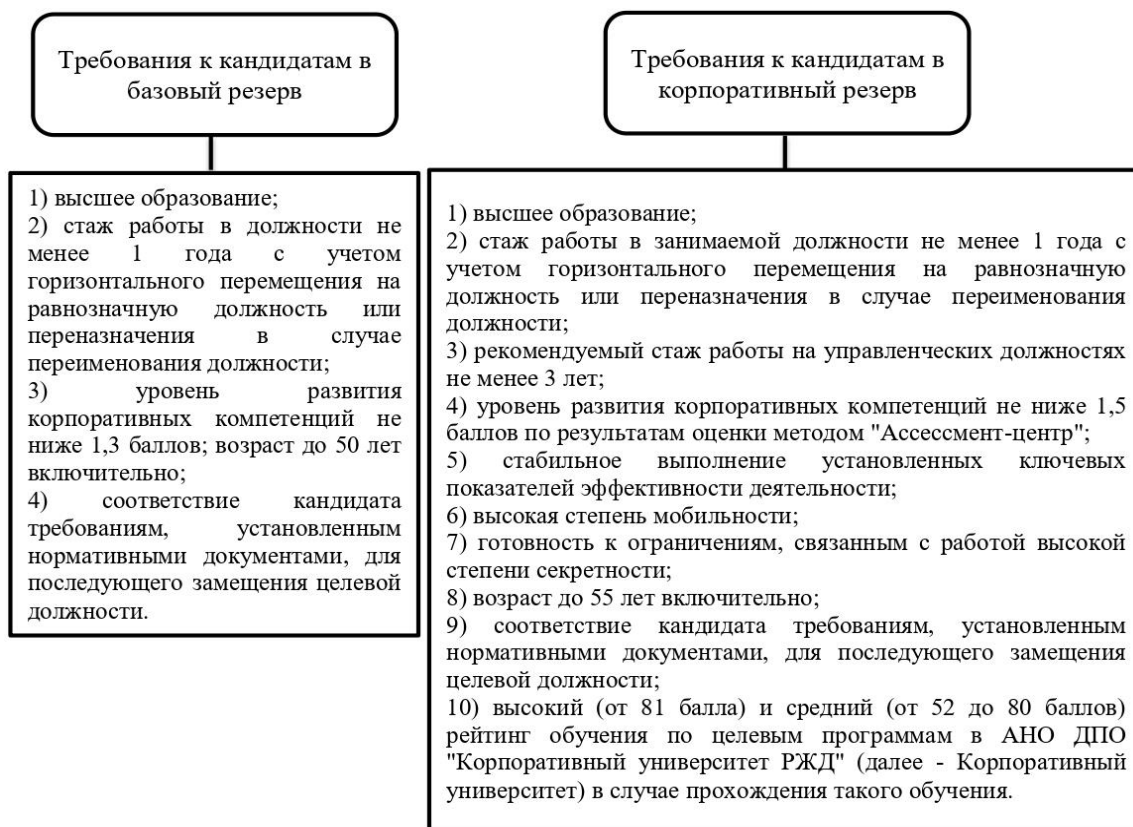 Требования к кандидатам в
базовый резерв
Требования к кандидатам в
корпоративный резерв
1) высшее образование;
2) стаж работы в должности не
менее 1 года с учетом
горизонтального перемещения на
равнозначную должность или
переназначения в случае
переименования должности;
3) уровень развития
корпоративных компетенций не
ниже 1,3 баллов; возраст до 50 лет
включительно;
4) соответствие кандидата
требованиям, установленным
нормативными документами, для
последующего замещения целевой
должности.
1) высшее образование;
2) стаж работы в занимаемой должности не менее 1 года с
учетом горизонтального перемещения на равнозначную
должность или переназначения в случае переименования
должности;
3) рекомендуемый стаж работы на управленческих должностях
не менее 3 лет;
4) уровень развития корпоративных компетенций не ниже 1,5
баллов по результатам оценки методом "Ассессмент-центр";
5) стабильное выполнение установленных ключевых
показателей эффективности деятельности;
6) высокая степень мобильности;
7) готовность к ограничениям, связанным с работой высокой
степени секретности;
8) возраст до 55 лет включительно;
9) соответствие кандидата требованиям, установленным
нормативными документами, для последующего замещения
целевой должности;
10) высокий (от 81 балла) и средний (от 52 до 80 баллов)
рейтинг обучения по целевым программам в АНО ДПО
"Корпоративный университет РЖД" (далее - Корпоративный
университет) в случае прохождения такого обучения.